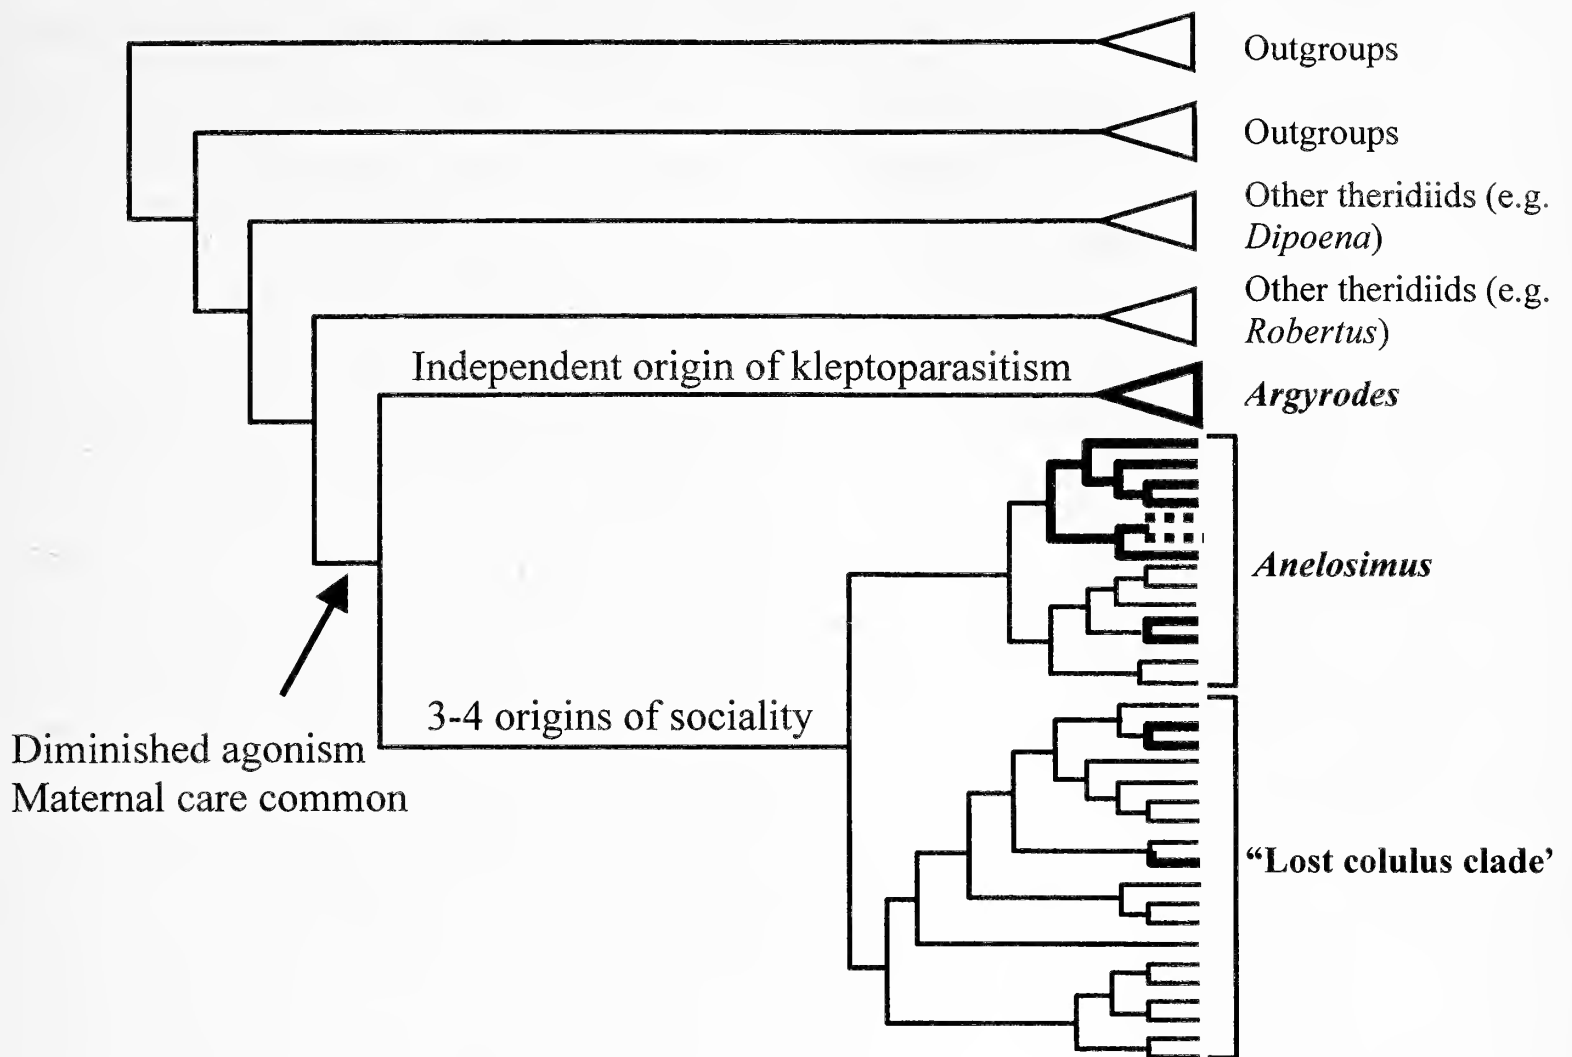 Outgroups
Outgroups
Other theridiids (e.g.
Dipoena)
Other theridiids (e.g.
Robertus)
Independent origin of kleptoparasitism
Argyrodes
Anelosimus
3-4 origins of sociality
Diminished agonism
Maternal care common
“Lost colulus clade’